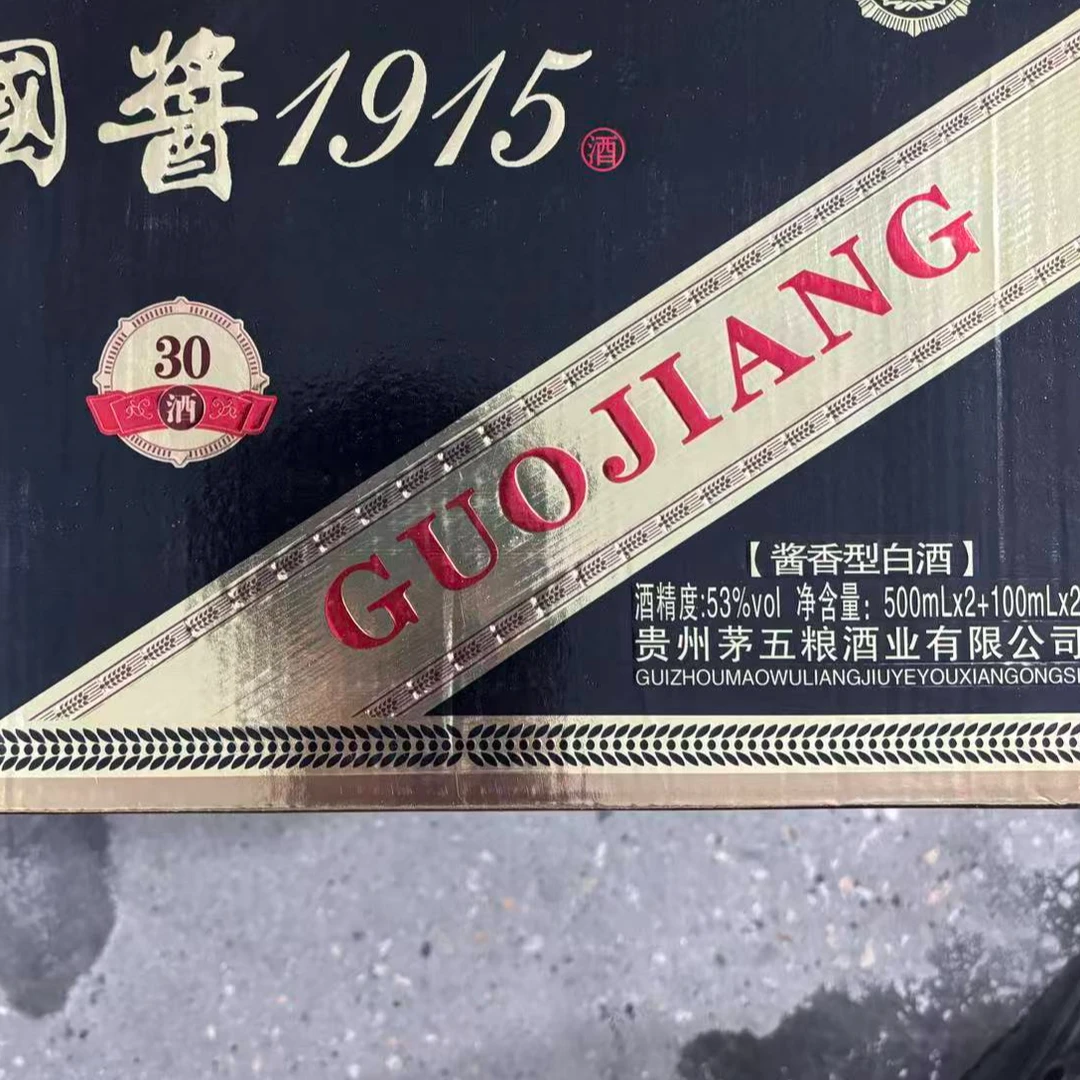 國醬1915酒
30
酒
GUOJIANG
【酱香型白酒】
酒精度:53%vol 净含量: 500mLx2+100mLx2
贵州茅五粮酒业有限公司
GUIZHOUMAOWULIANGJIUYEYOUXIANGONGSI